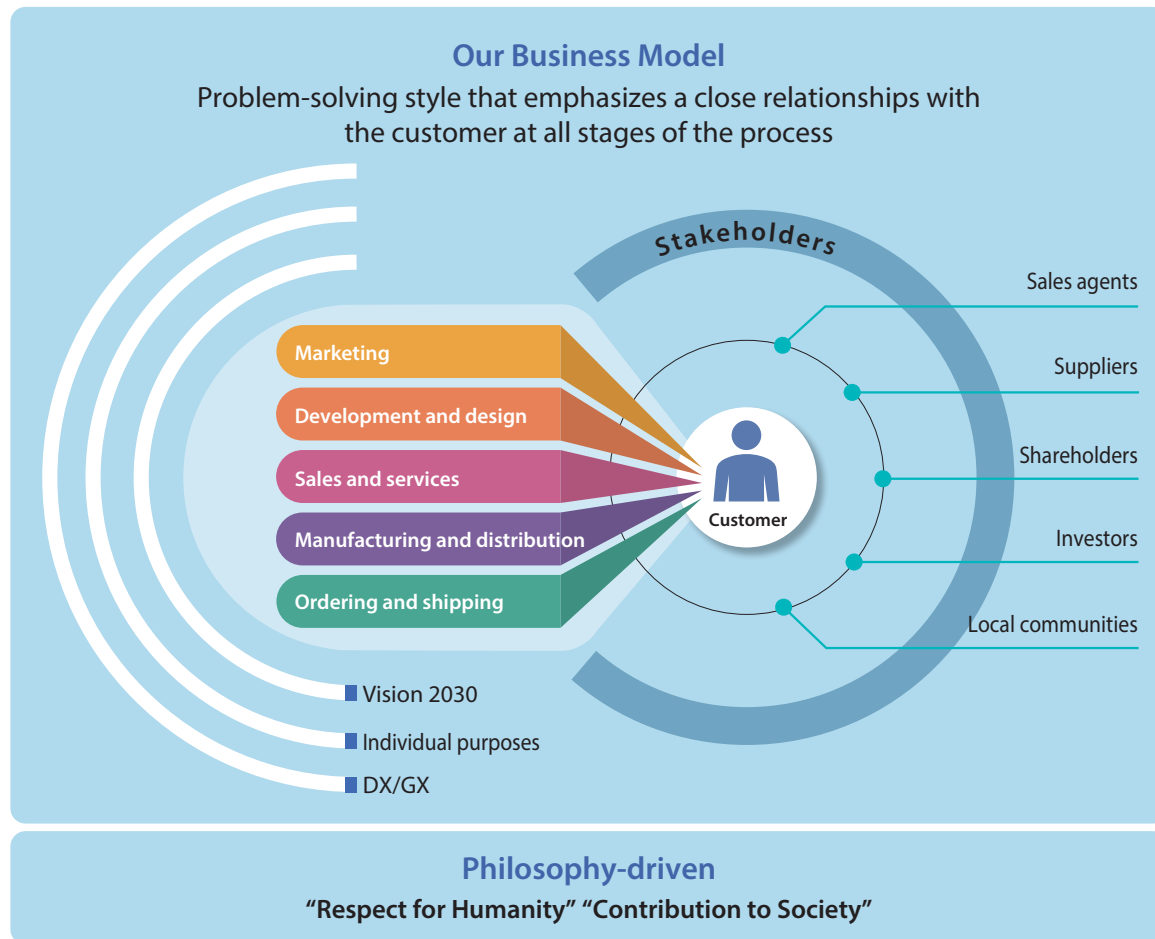 Our Business Model
Problem-solving style that emphasizes a close relationships with
the customer at all stages of the process
Stakeholders
Marketing
Development and design
Sales and services
Manufacturing and distribution
Ordering and shipping
Customer
Sales agents
Suppliers
Shareholders
Investors
Local communities
Vision 2030
Individual purposes
DX/GX
Philosophy-driven
“Respect for Humanity” “Contribution to Society”